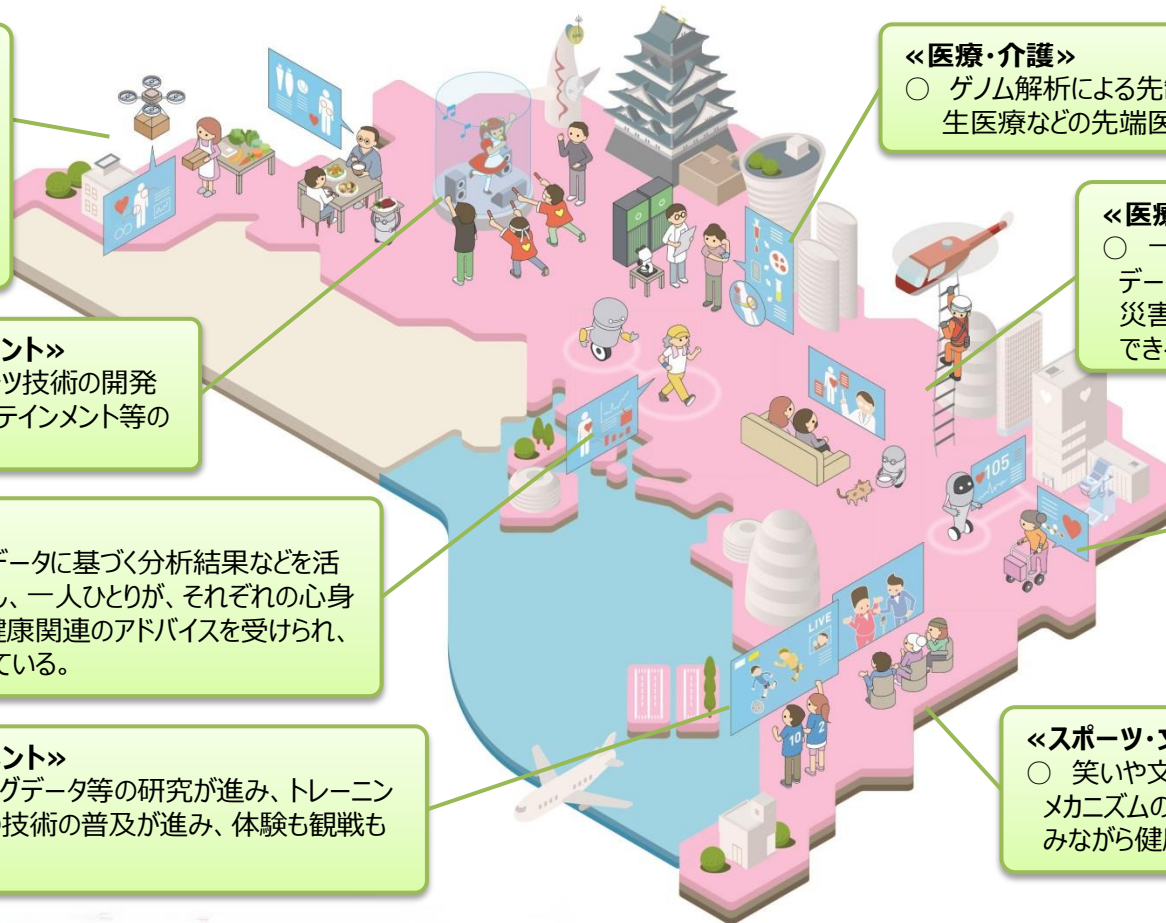 «医療・介護»
○ ゲノム解析による先
生医療などの先端医
«医療
○ 一
デー
災害
でき
ント»
ツ技術の開発
テインメント等の
データに基づく分析結果などを活
し、一人ひとりが、それぞれの心身
健康関連のアドバイスを受けられ、
ている。
ント»
グデータ等の研究が進み、トレーニン
の技術の普及が進み、体験も観戦も
«スポーツ・文
○ 笑いや文
メカニズムの
みながら健
105
LIVE
10
2